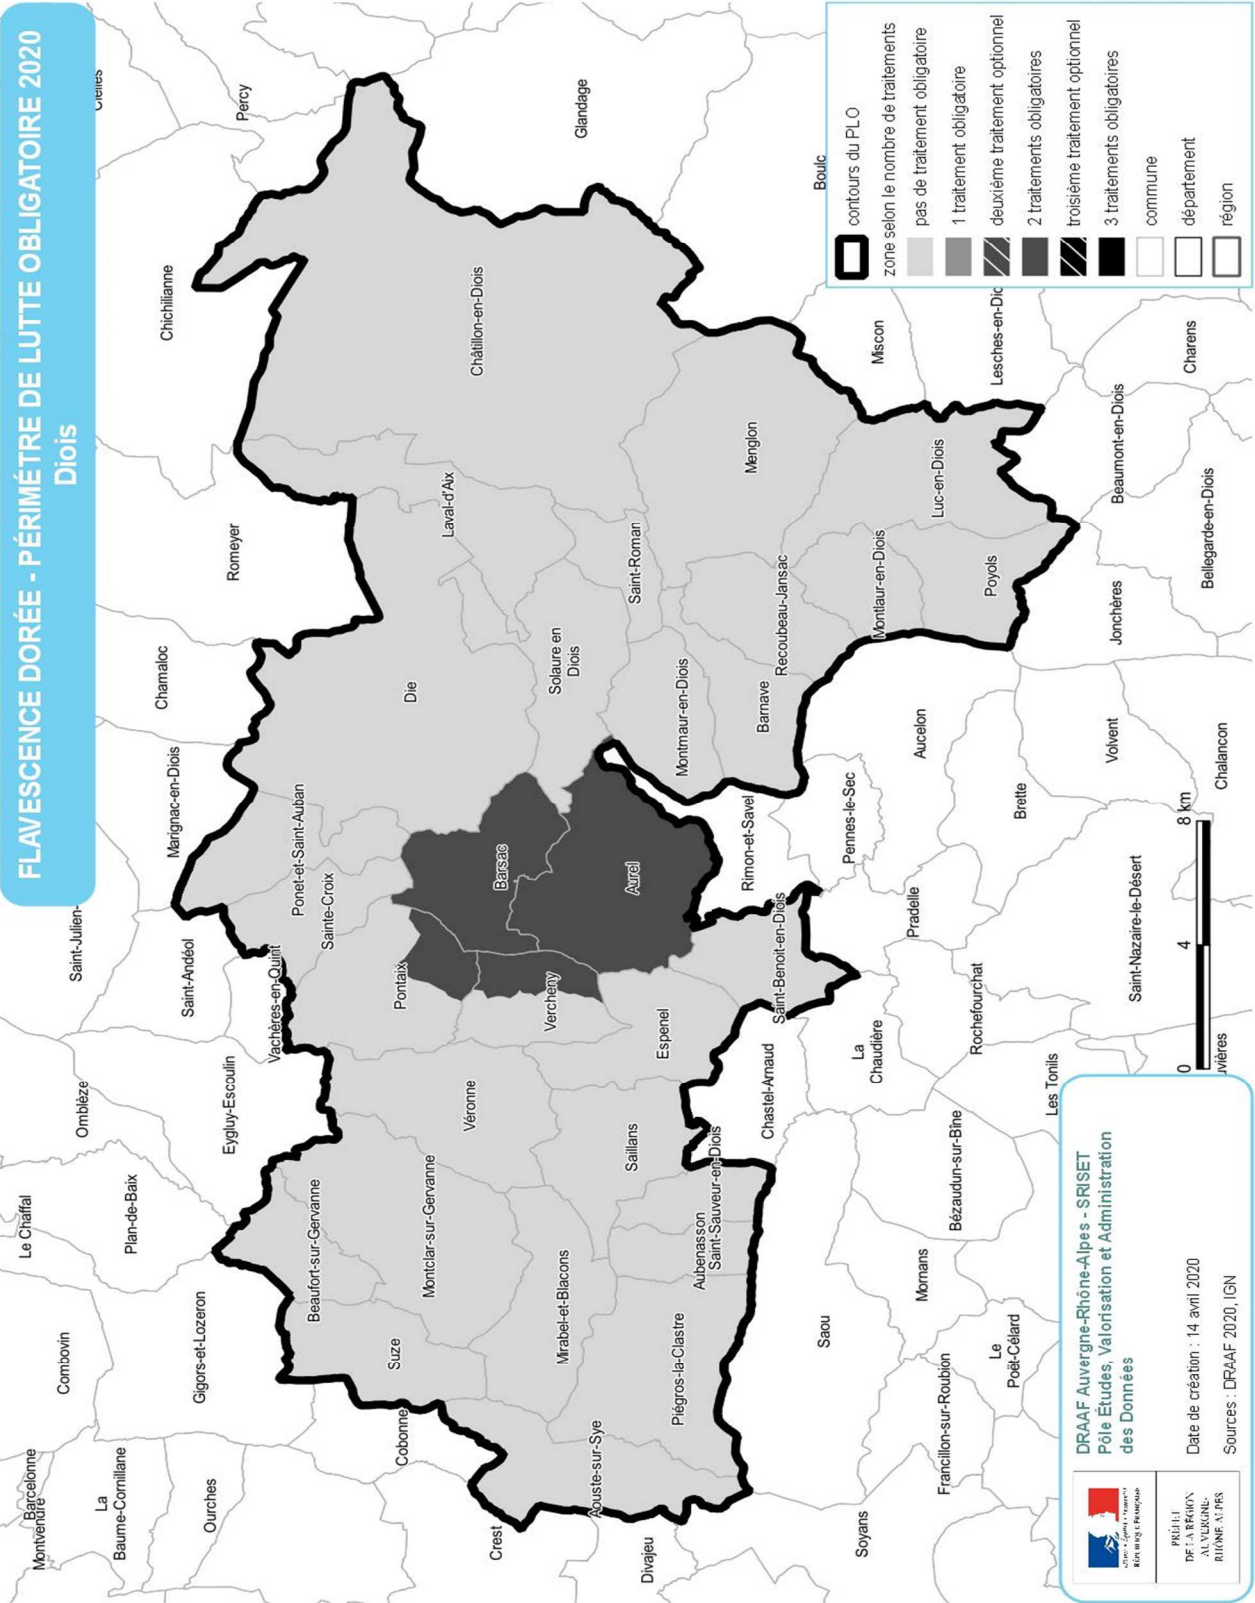 FLAVESCENCE DORÉE - PÉRIMÉTRE DE LUTTE OBLIGATOIRE 2020
Diois
Barcelonne
Montvendre
La
Baume-Cornillane
Ourches
Combovin
Gigors-et-Lozeron
Le Chaffal
Plan-de-Baix
Omblèze
Eygluy-Escoulin
Saint-Julien-
Saint-Andéol
Vachères-en-Quint
Marignac-en-Diois
Chamaloc
Romeyer
Chichilianne
Percy
Glandage
Boulc
Cobonne
Crest
Divajeu
Soyans
Suze
Beaufort-sur-Gervanne
Montclar-sur-Gervanne
Mirabel-et-Blacons
Aouste-sur-Sye
Piégros-la-Clastre
Aubenasson
Saint-Sauveur-en-Diois
Saillans
Véronne
Espenel
Vercheny
Pontaix
Sainte-Croix
Ponet-et-Saint-Auban
Barsac
Aurel
Saint-Benoit-en-Diois
Die
Solaure en
Diois
Laval-d'Aix
Saint-Roman
Montmaur-en-Diois
Barnave
Recoubeau-Jansac
Montlaur-en-Diois
Poyols
Luc-en-Diois
Menglon
Châtillon-en-Diois
Miscon
Lesches-en-Dio
Charens
Beaumont-en-Diois
Bellegarde-en-Diois
Jonchères
Aucelon
Volvent
Chalancon
Brette
Pennes-le-Sec
Rimon-et-Savel
Pradelle
Saint-Nazaire-le-Désert
Rochefourchat
La
Chaudière
Chastel-Arnaud
Les Tonils
Bézaudun-sur-Bîne
Mornans
Saou
Le
Poët-Célard
Francillon-sur-Roubion
uvières
contours du PLO
zone selon le nombre de traitements
pas de traitement obligatoire
1 traitement obligatoire
deuxième traitement optionnel
2 traitements obligatoires
troisième traitement optionnel
3 traitements obligatoires
commune
département
région
0 4 8 km
DRAAF Auvergne-Rhône-Alpes - SRISET
Pôle Études, Valorisation et Administration
des Données
Date de création : 14 avril 2020
Sources : DRAAF 2020, IGN
RÉPUBLIQUE FRANÇAISE
PRÉFET
DE LA RÉGION
AUVERGNE-
RHÔNE-ALPES